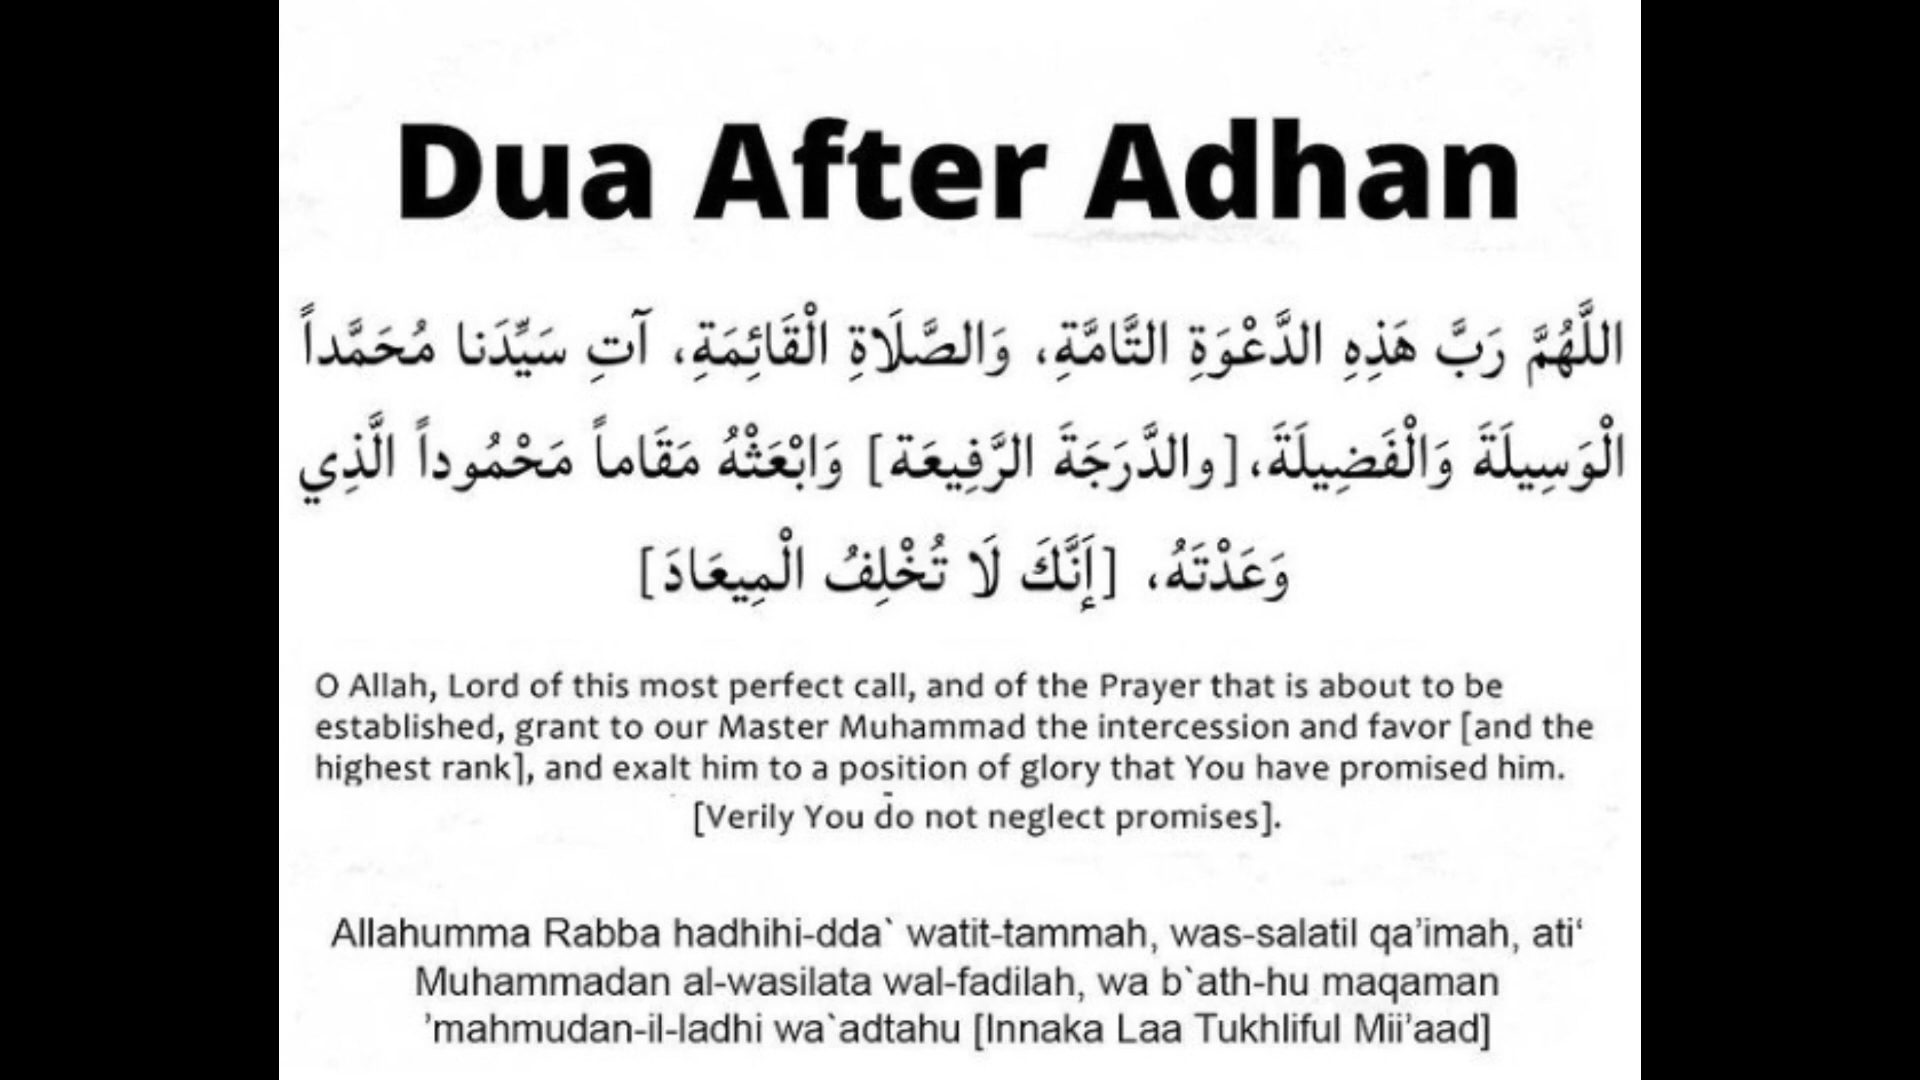 Dua After Adhan
اللَّهُمَّ رَبَّ هَذِهِ الدَّعْوَةِ التَّامَّةِ، وَالصَّلَاةِ الْقَائِمَةِ، آتِ سَيِّدَنا مُحَمَّداً
الْوَسِيلَةَ وَالْفَضِيلَةَ، [والدَّرَجَةَ الرَّفِيعَة] وَابْعَثْهُ مَقَاماً مَحْمُوداً الَّذِي
وَعَدْتَهُ، [إَنَّكَ لَا تُخْلِفُ الْمِيعَادَ]
O Allah, Lord of this most perfect call, and of the Prayer that is about to be
established, grant to our Master Muhammad the intercession and favor [and the
highest rank], and exalt him to a position of glory that You have promised him.
[Verily You do not neglect promises].
Allahumma Rabba hadhihi-dda` watit-tammah, was-salatil qa’imah, ati‘
Muhammadan al-wasilata wal-fadilah, wa b`ath-hu maqaman
’mahmudan-il-ladhi wa`adtahu [Innaka Laa Tukhliful Mii’aad]